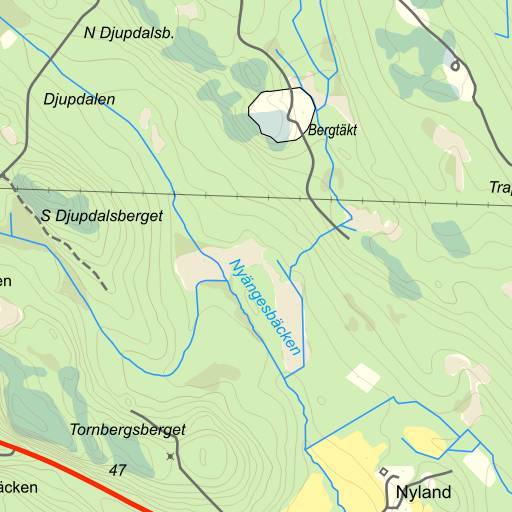 N Djupdalsb.
Djupdalen
Bergtäkt
S Djupdalsberget
Nyängesbäcken
Tornbergsberget
47
Nyland